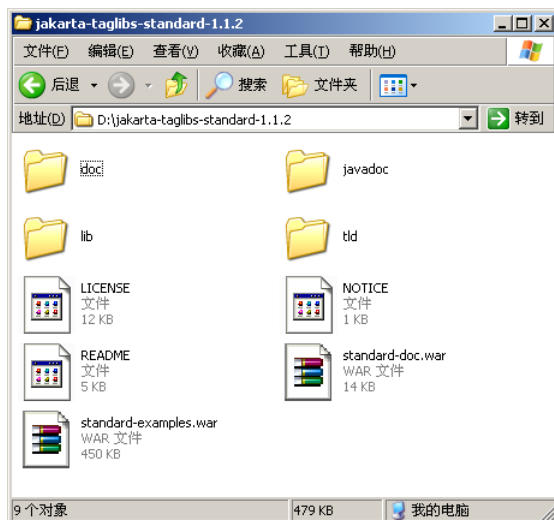 jakarta-taglibs-standard-1.1.2
文件(F) 编辑(E) 查看(V) 收藏(A) 工具(T) 帮助(H)
后退 搜索 文件夹
地址(D) D:\jakarta-taglibs-standard-1.1.2 转到
doc javadoc
lib tld
LICENSE
文件
12 KB
NOTICE
文件
1 KB
README
文件
5 KB
standard-doc.war
WAR 文件
14 KB
standard-examples.war
WAR 文件
450 KB
9 个对象 479 KB 我的电脑